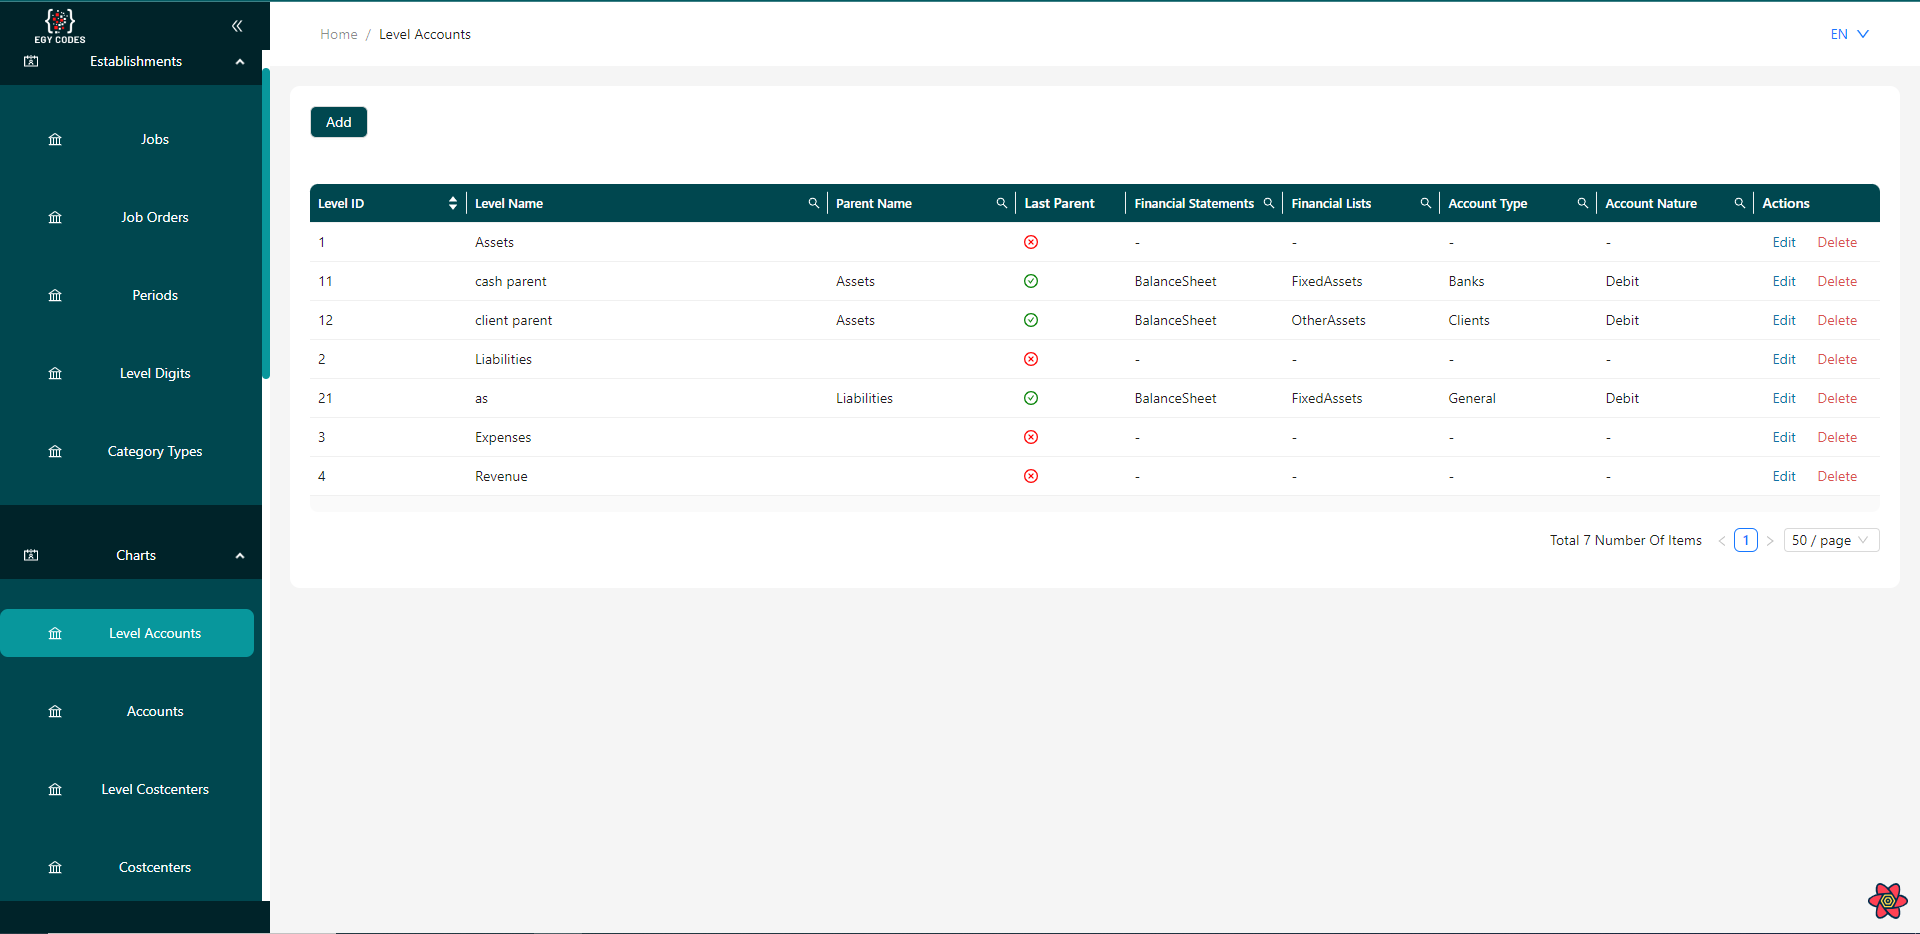 EGY CODES
Establishments
Jobs
Job Orders
Periods
Level Digits
Category Types
Charts
Level Accounts
Accounts
Level Costcenters
Costcenters
Home / Level Accounts
EN
Add
Level ID Level Name Parent Name Last Parent Financial Statements Financial Lists Account Type Account Nature Actions
1 Assets - - - - Edit Delete
11 cash parent Assets BalanceSheet FixedAssets Banks Debit Edit Delete
12 client parent Assets BalanceSheet OtherAssets Clients Debit Edit Delete
2 Liabilities - - - - Edit Delete
21 as Liabilities BalanceSheet FixedAssets General Debit Edit Delete
3 Expenses - - - - Edit Delete
4 Revenue - - - - Edit Delete
Total 7 Number Of Items < 1 > 50 / page